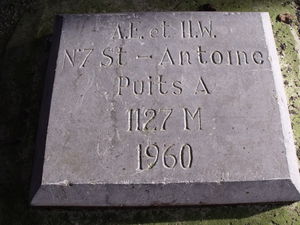 A.E. et H.W.
N°7 St - Antoine
Puits A
1127 M
1960